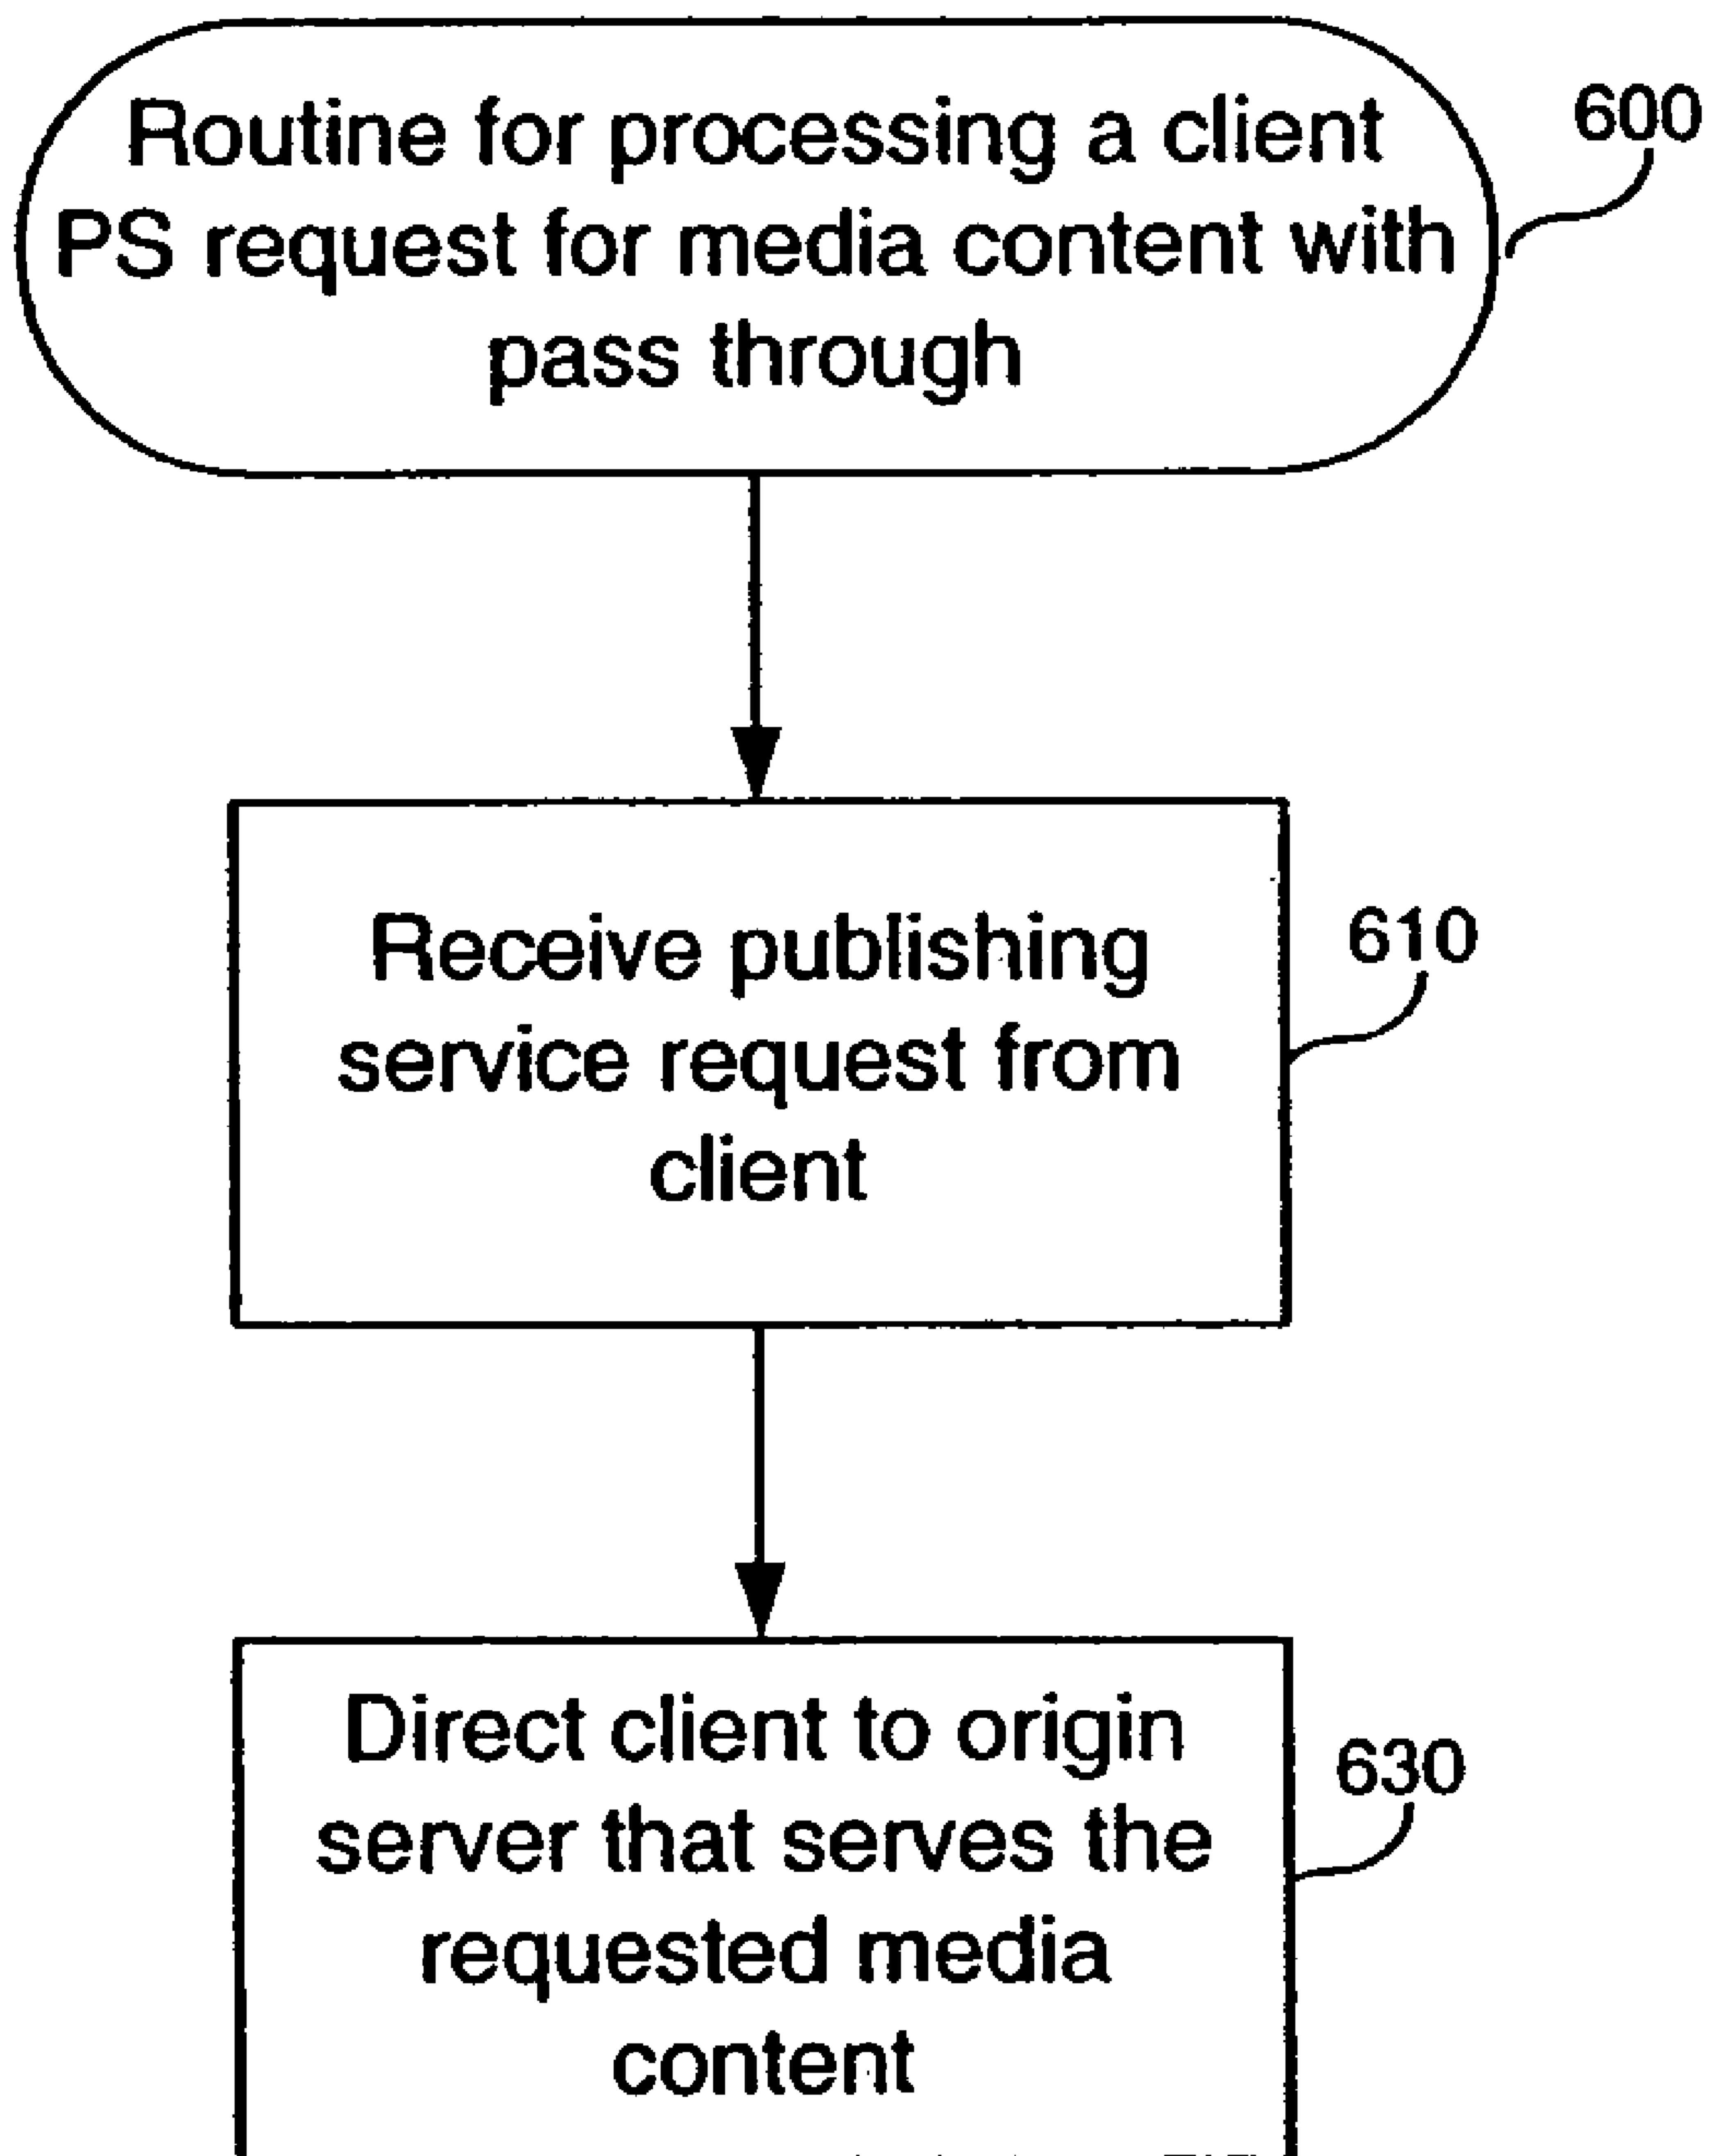 Routine for processing a client
PS request for media content with
pass through
600
Receive publishing
service request from
client
610
Direct client to origin
server that serves the
requested media
content
630